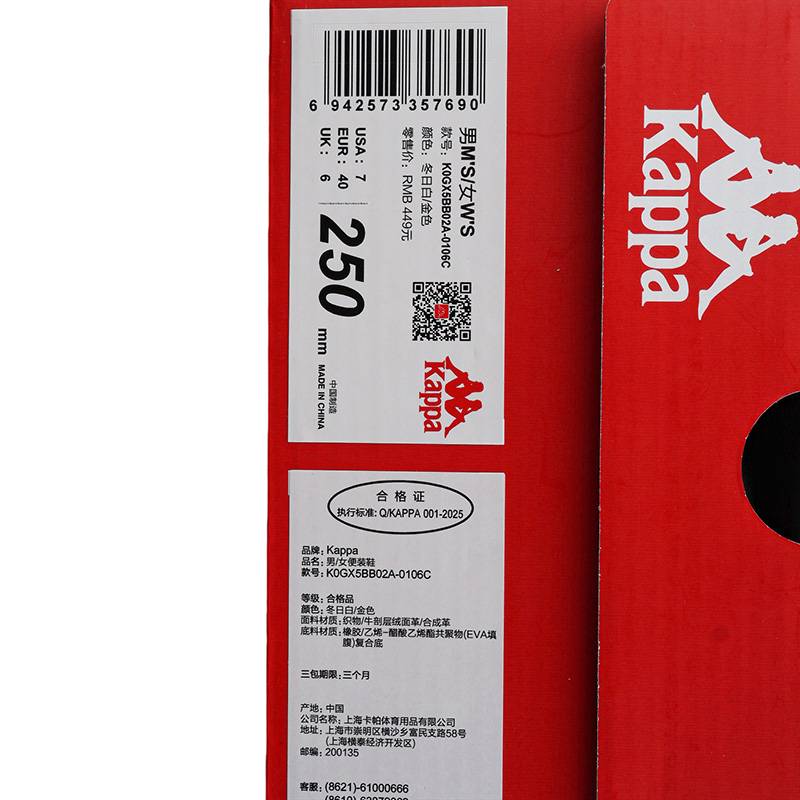 6 942573 357690
男M'S/女W'S
款号：K0GX5BB02A-0106C
颜色：冬日白/金色
零售价：RMB 449元
USA：7
EUR：40
UK：6
250 mm
中国制造
MADE IN CHINA
Kappa
Kappa
合格证
执行标准: Q/KAPPA 001-2025
品牌: Kappa
品名: 男/女便装鞋
款号: K0GX5BB02A-0106C
等级: 合格品
颜色: 冬日白/金色
面料材质: 织物/牛剖层绒面革/合成革
底料材质: 橡胶/乙烯-醋酸乙烯酯共聚物(EVA填
腹)复合底
三包期限: 三个月
产地: 中国
公司名称: 上海卡帕体育用品有限公司
地址: 上海市崇明区横沙乡富民支路58号
(上海横泰经济开发区)
邮编: 200135
客服: (8621)-61000666